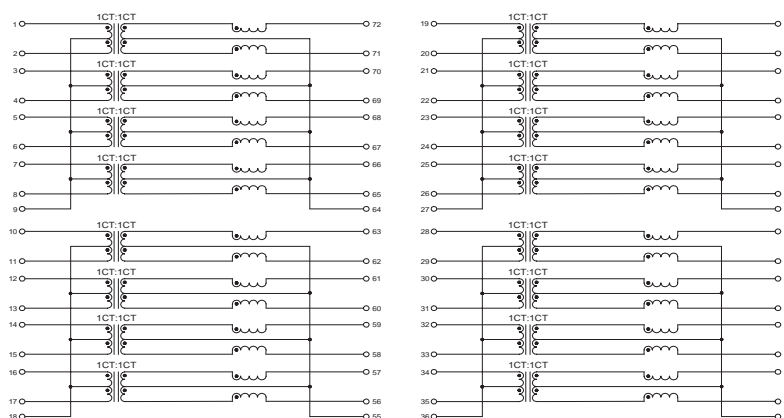 1CT:1CT 1CT:1CT
1 72 19
2 71 20
1CT:1CT 1CT:1CT
3 70 21
4 69 22
1CT:1CT 1CT:1CT
5 68 23
6 67 24
1CT:1CT 1CT:1CT
7 66 25
8 65 26
9 64 27
1CT:1CT 1CT:1CT
10 63 28
11 62 29
1CT:1CT 1CT:1CT
12 61 30
13 60 31
1CT:1CT 1CT:1CT
14 59 32
15 58 33
1CT:1CT 1CT:1CT
16 57 34
17 56 35
18 55 36